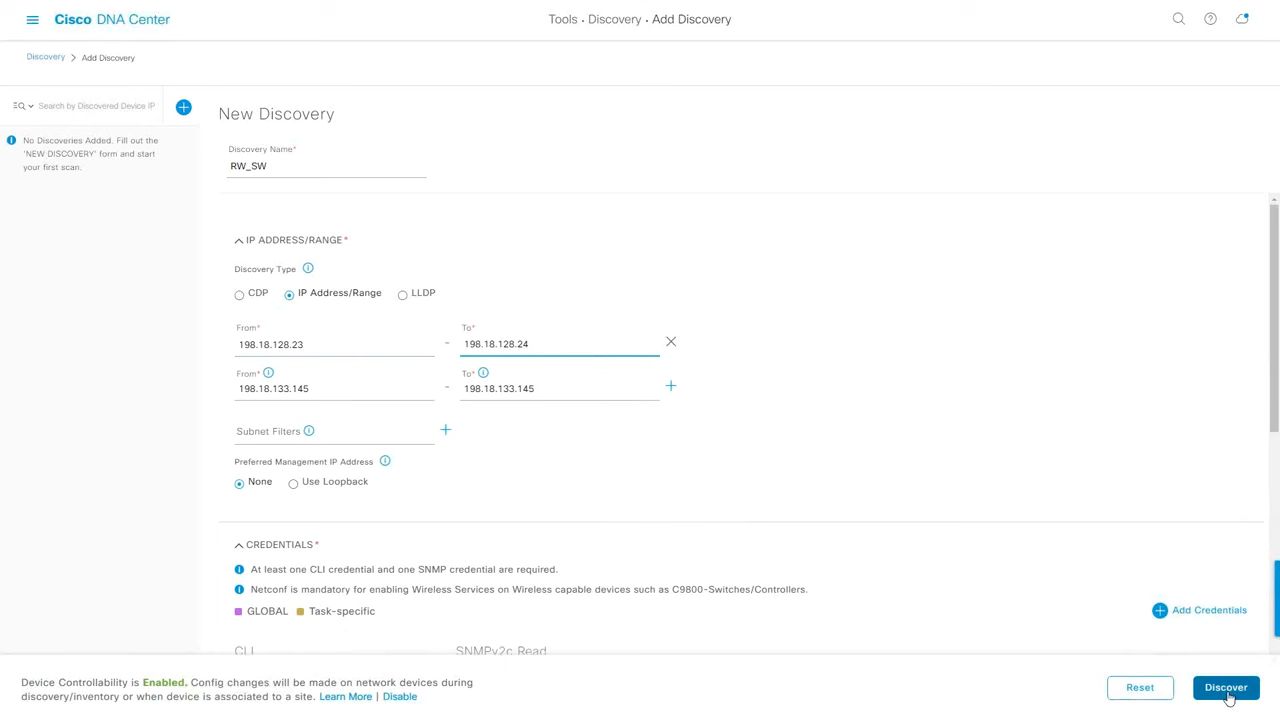 Cisco DNA Center
Tools · Discovery · Add Discovery
Discovery > Add Discovery
Search by Discovered Device IP
No Discoveries Added. Fill out the
'NEW DISCOVERY' form and start
your first scan.
New Discovery
Discovery Name*
RW_SW
IP ADDRESS/RANGE*
Discovery Type
CDP
IP Address/Range
LLDP
From*
To*
198.18.128.23 - 198.18.128.24
From*
To*
198.18.133.145 - 198.18.133.145
Subnet Filters
Preferred Management IP Address
None
Use Loopback
CREDENTIALS*
At least one CLI credential and one SNMP credential are required.
Netconf is mandatory for enabling Wireless Services on Wireless capable devices such as C9800-Switches/Controllers.
GLOBAL
Task-specific
Add Credentials
CLI
SNMPv2c Read
Device Controllability is Enabled. Config changes will be made on network devices during
discovery/inventory or when device is associated to a site. Learn More | Disable
Reset
Discover